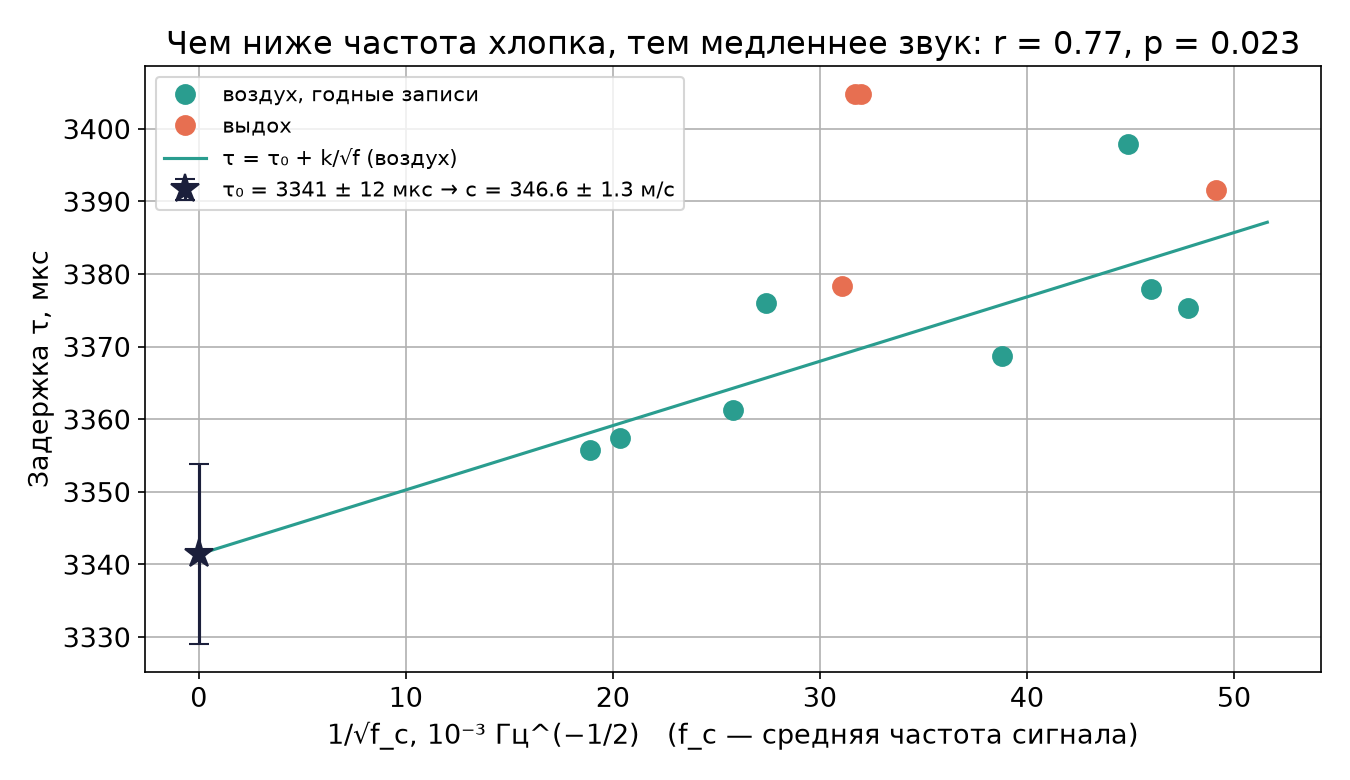 Чем ниже частота хлопка, тем медленнее звук: r = 0.77, p = 0.023
воздух, годные записи
выдох
τ = τ₀ + k/√f (воздух)
τ₀ = 3341 ± 12 мкс → c = 346.6 ± 1.3 м/с
Задержка τ, мкс
3400
3390
3380
3370
3360
3350
3340
3330
0 10 20 30 40 50
1/√f_c, 10⁻³ Гц^(−1/2) (f_c — средняя частота сигнала)